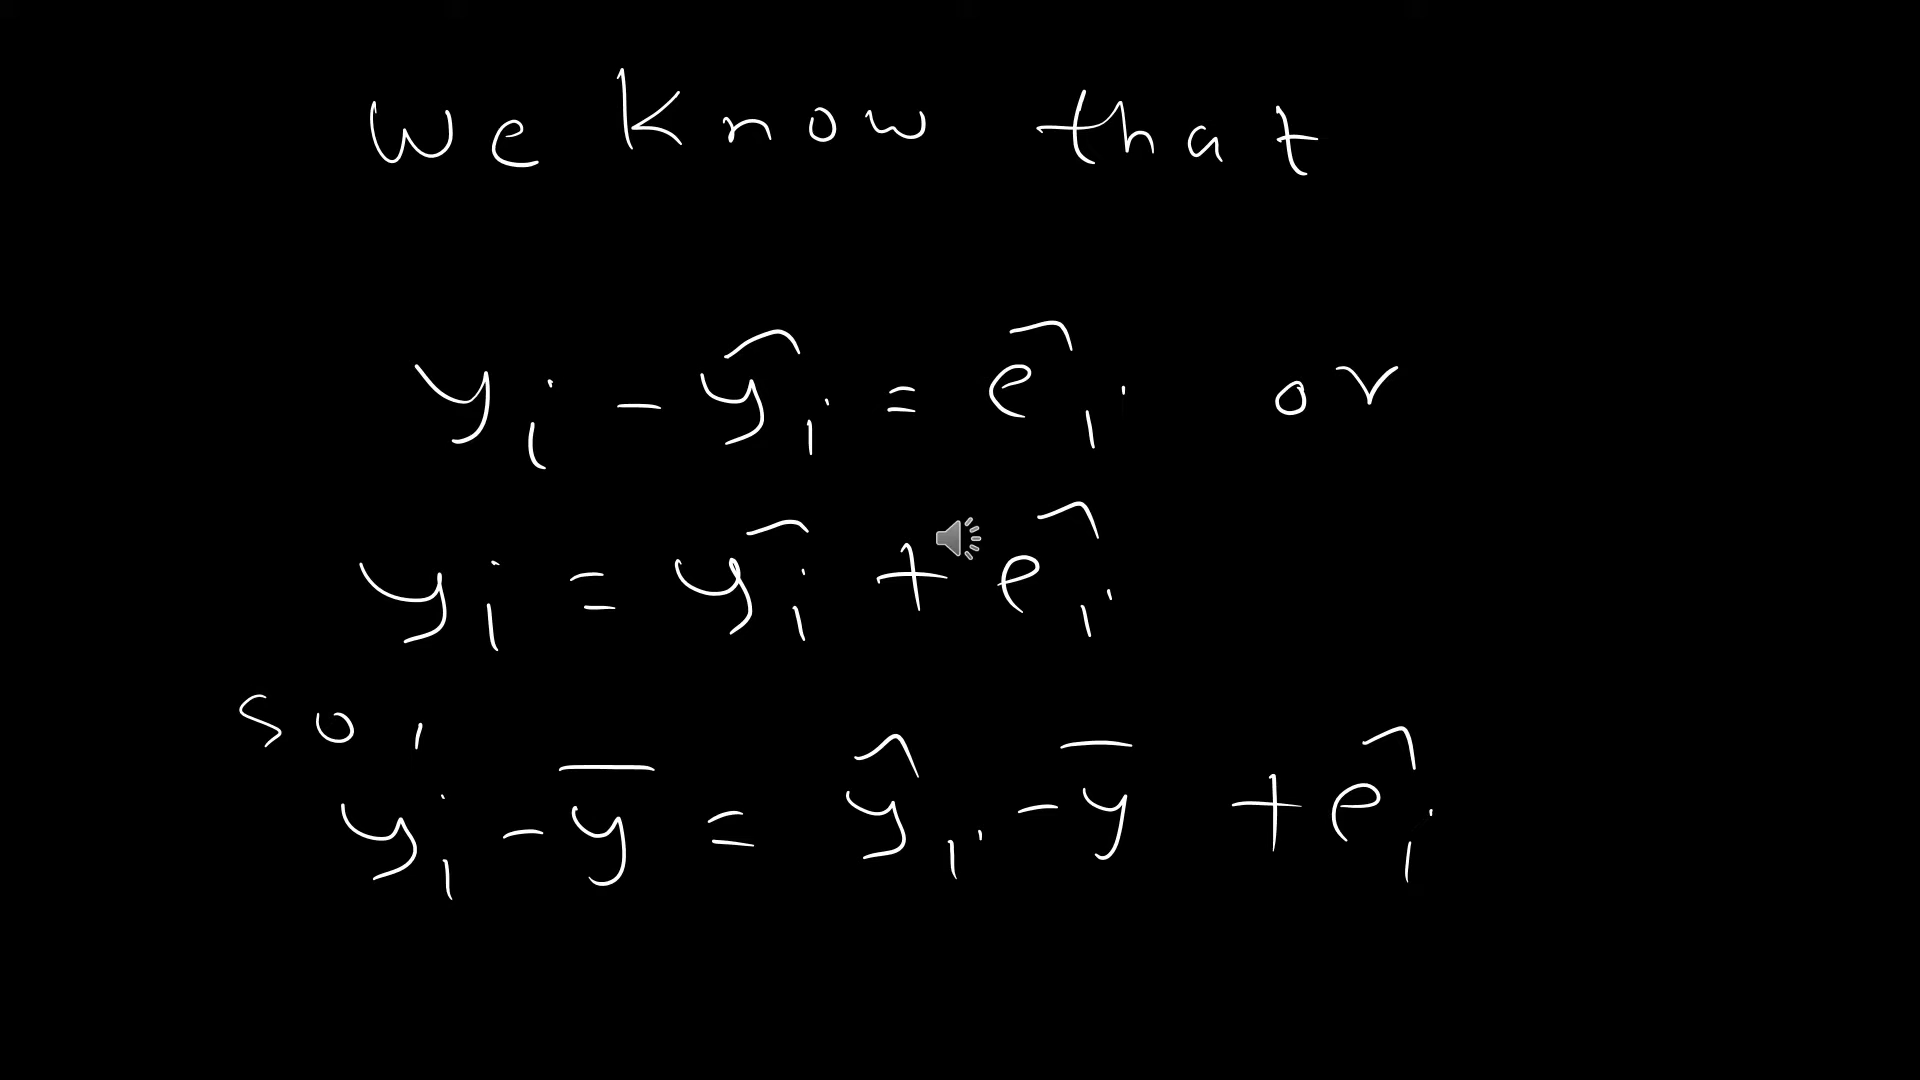 We know that
yᵢ - ŷᵢ = êᵢ or
yᵢ = ŷᵢ + êᵢ
so,
yᵢ - ȳ = ŷᵢ - ȳ + êᵢ